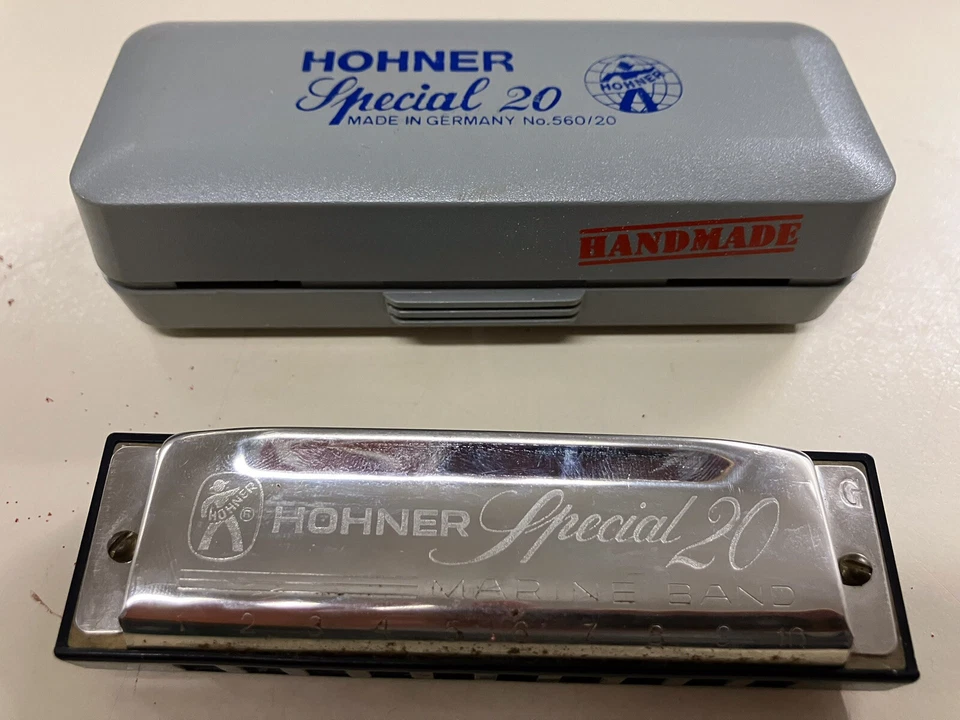 HOHNER
Special 20
MADE IN GERMANY No.560/20
HOHNER
HANDMADE
G
HOHNER
®
HOHNER Special 20
MARINE BAND
1 2 3 4 5 6 7 8 9 10